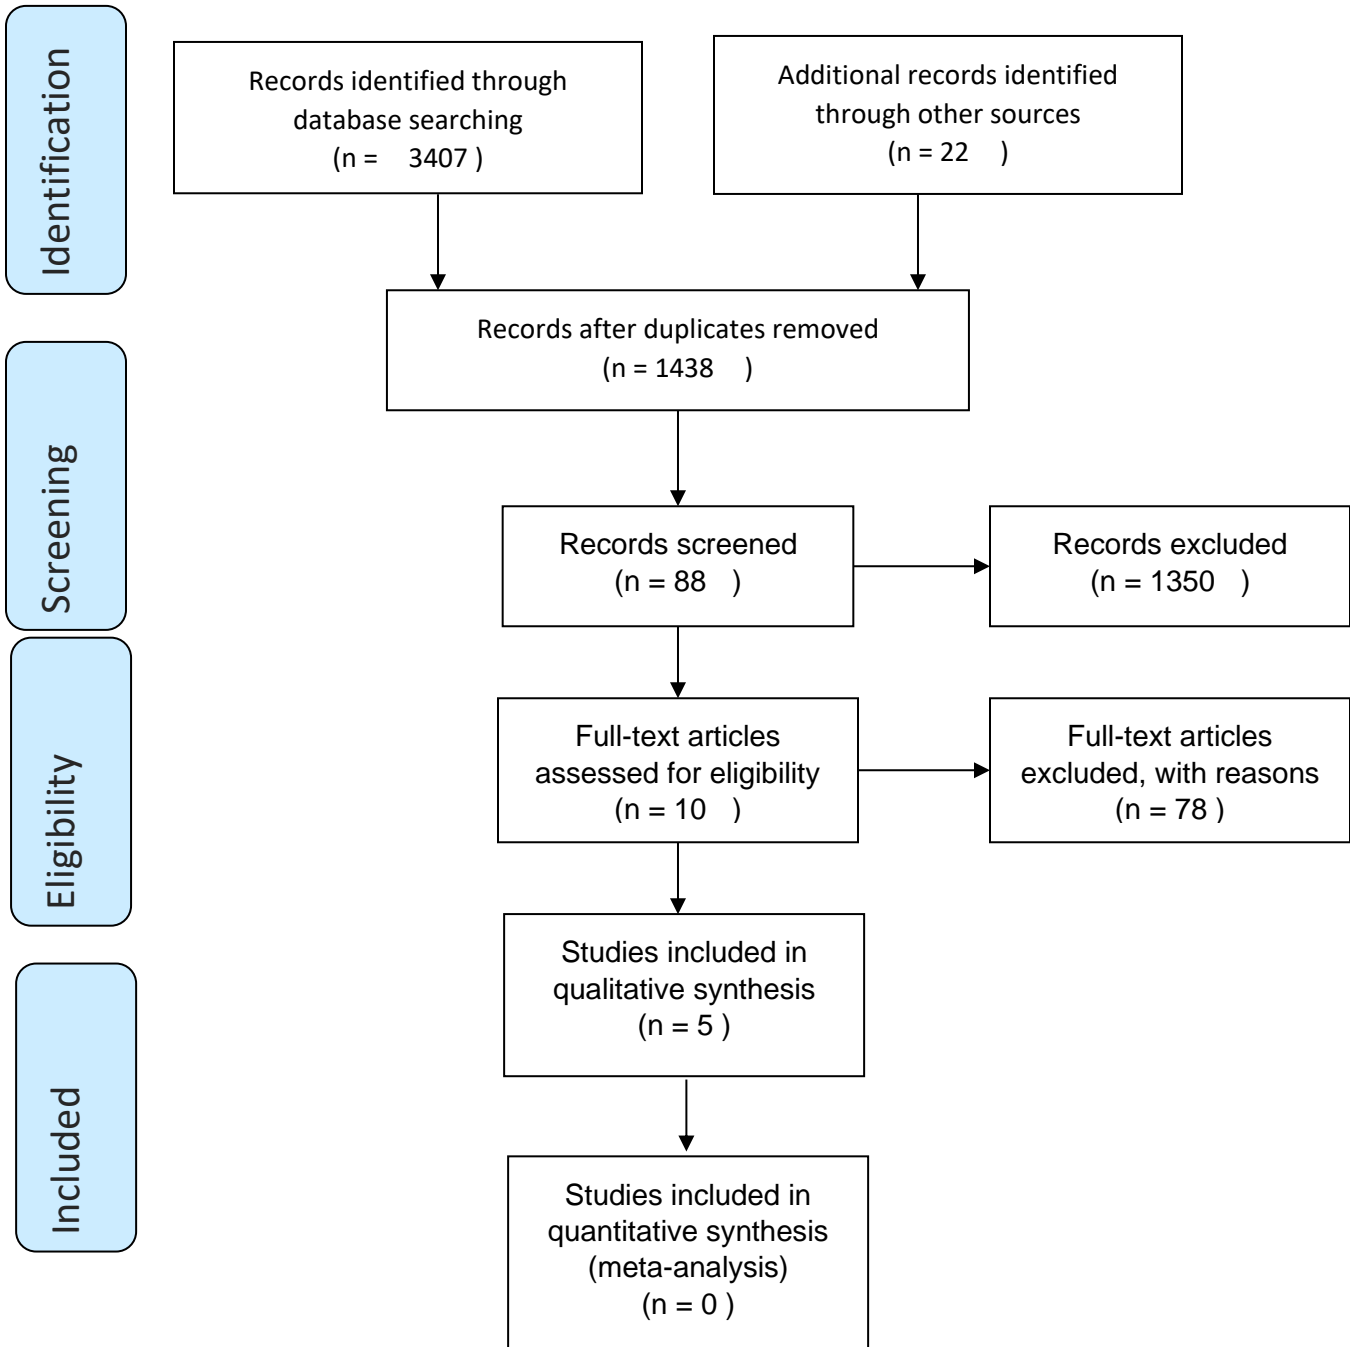 Identification
Records identified through
database searching
(n = 3407 )
Additional records identified
through other sources
(n = 22 )
Records after duplicates removed
(n = 1438 )
Screening
Records screened
(n = 88 )
Records excluded
(n = 1350 )
Eligibility
Full-text articles
assessed for eligibility
(n = 10 )
Full-text articles
excluded, with reasons
(n = 78 )
Studies included in
qualitative synthesis
(n = 5 )
Included
Studies included in
quantitative synthesis
(meta-analysis)
(n = 0 )